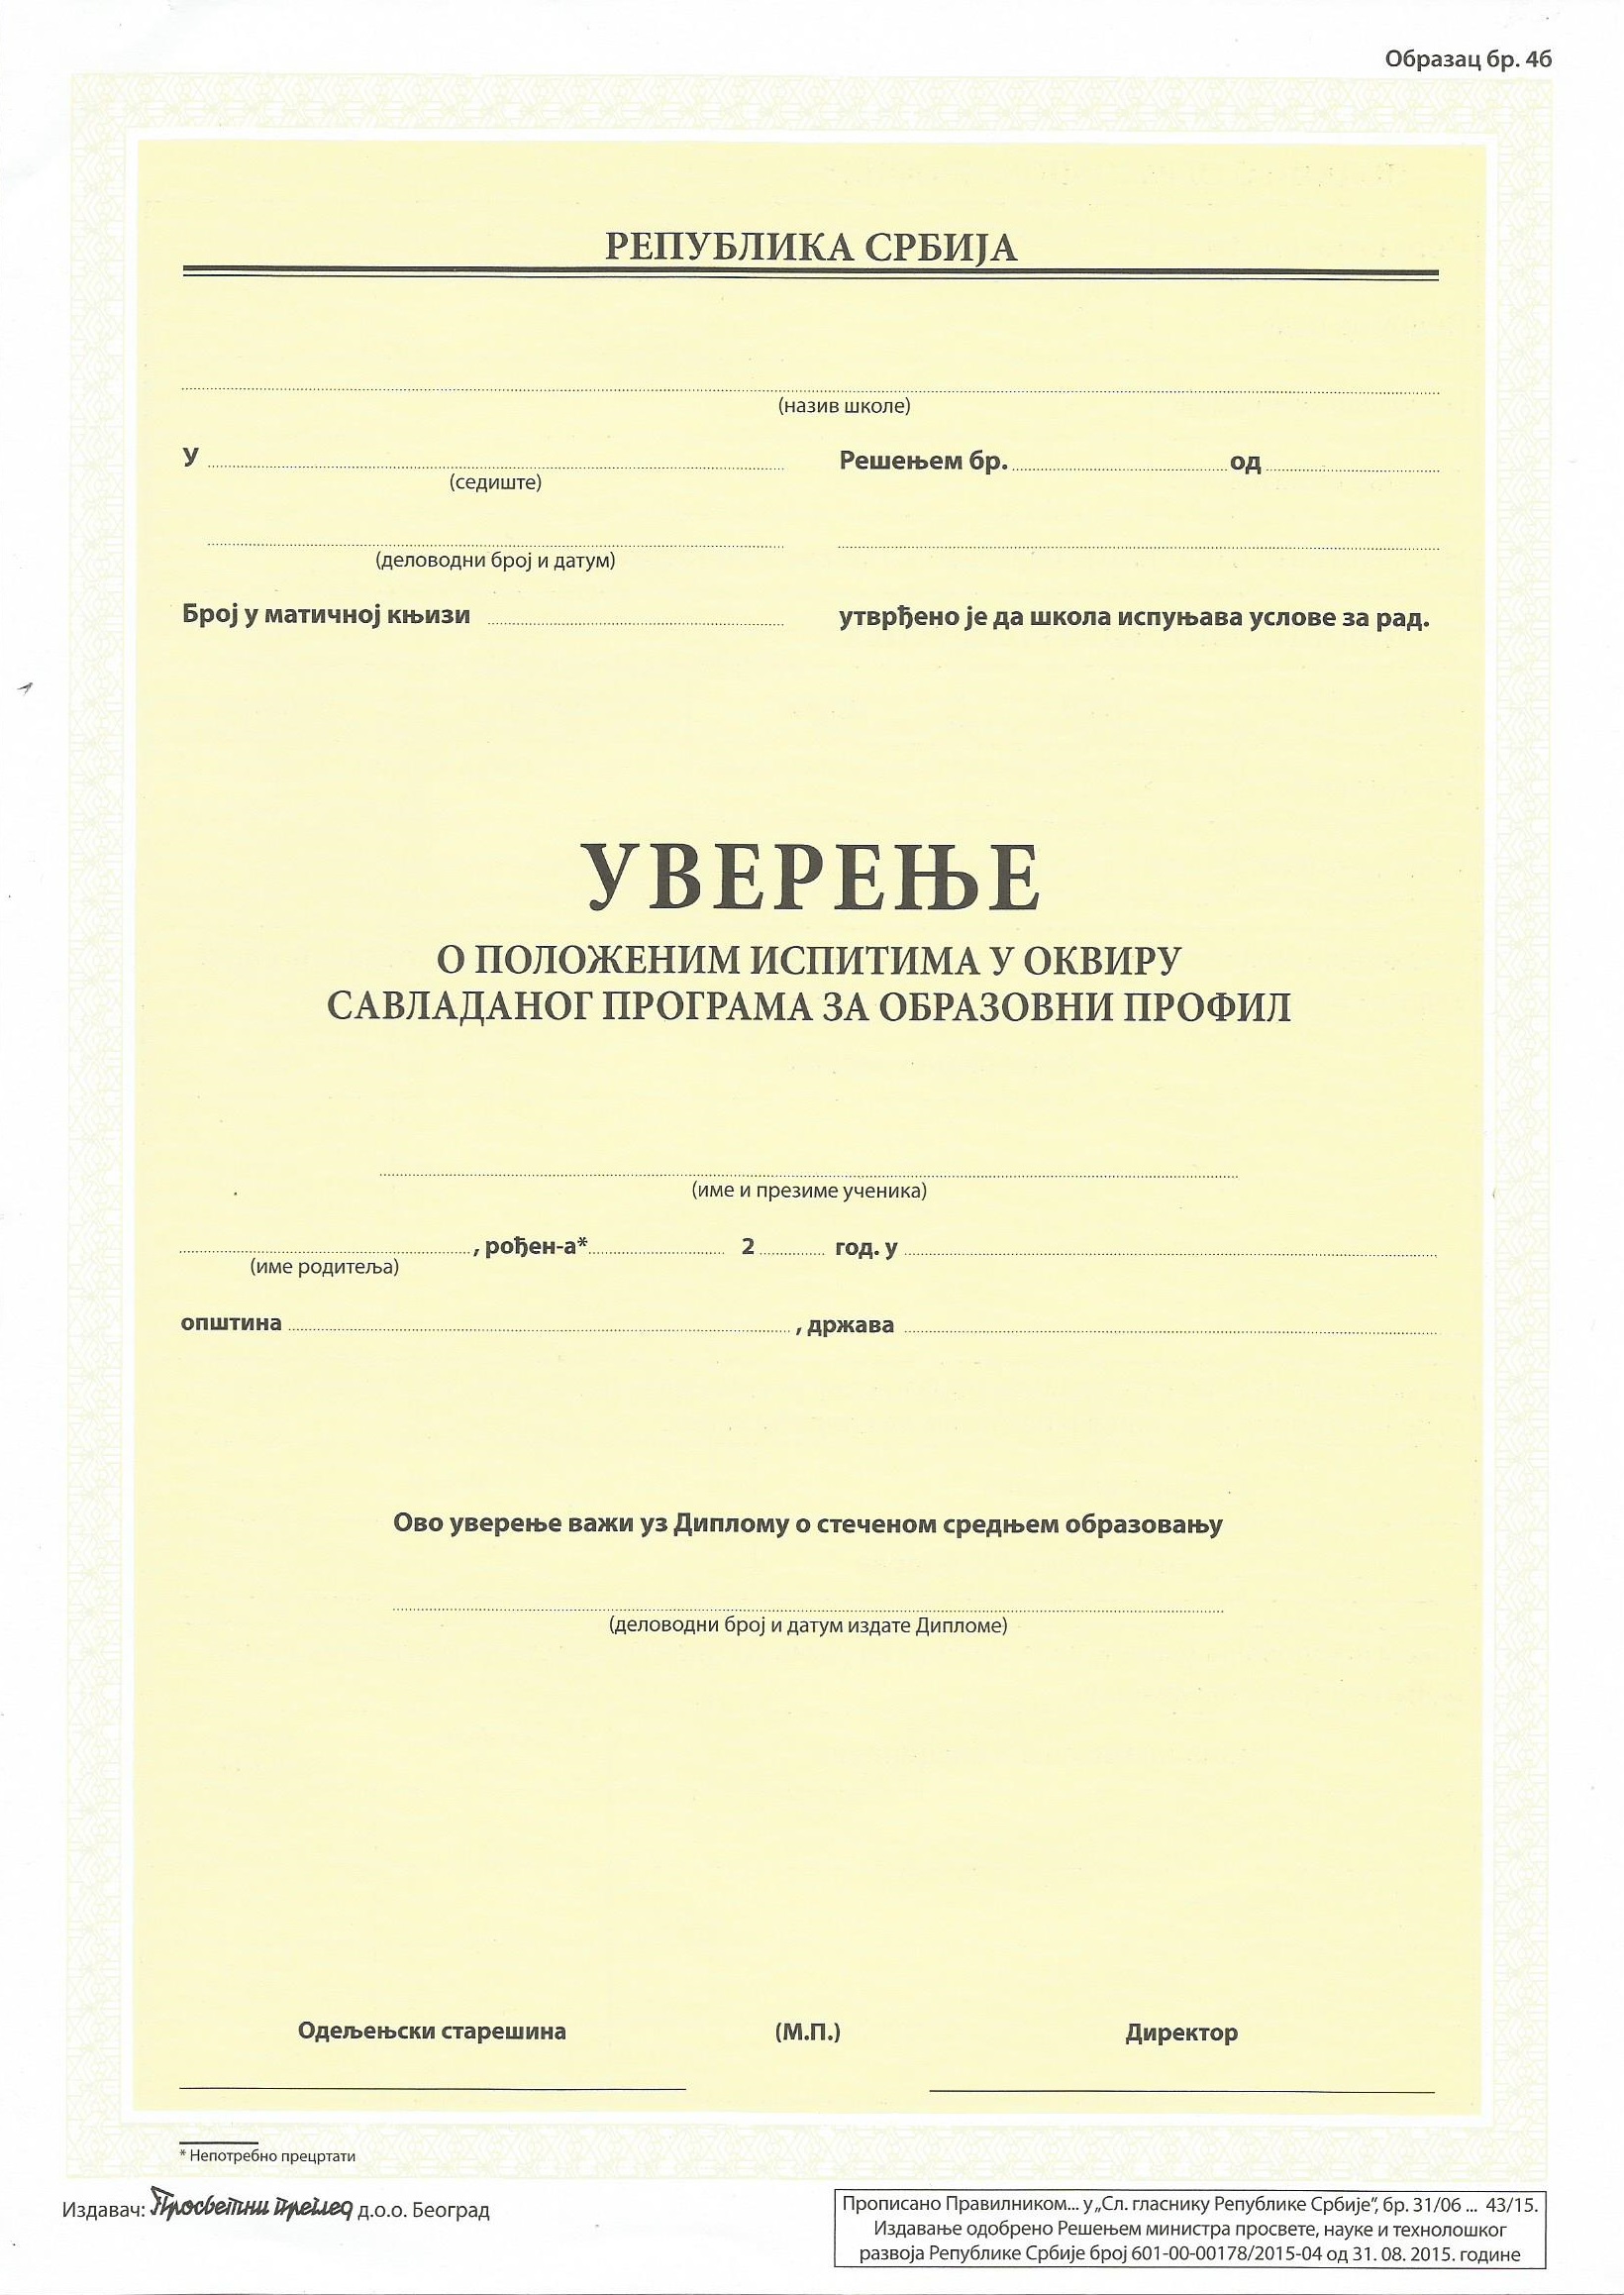 Образац бр. 4б
РЕПУБЛИКА СРБИЈА
(назив школе)
У Решењем бр. од
(седиште)
(деловодни број и датум)
Број у матичној књизи утврђено је да школа испуњава услове за рад.
УВЕРЕЊЕ
О ПОЛОЖЕНИМ ИСПИТИМА У ОКВИРУ
САВЛАДАНОГ ПРОГРАМА ЗА ОБРАЗОВНИ ПРОФИЛ
(име и презиме ученика)
, рођен-а* 2 год. у
(име родитеља)
општина , држава
Ово уверење важи уз Диплому о стеченом средњем образовању
(деловодни број и датум издате Дипломе)
Одељењски старешина (М.П.) Директор
* Непотребно прецртати
Издавач: Просветни преглед д.о.о. Београд
Прописано Правилником... у „Сл. гласнику Републике Србије“, бр. 31/06 ... 43/15.
Издавање одобрено Решењем министра просвете, науке и технолошког
развоја Републике Србије број 601-00-00178/2015-04 од 31. 08. 2015. године